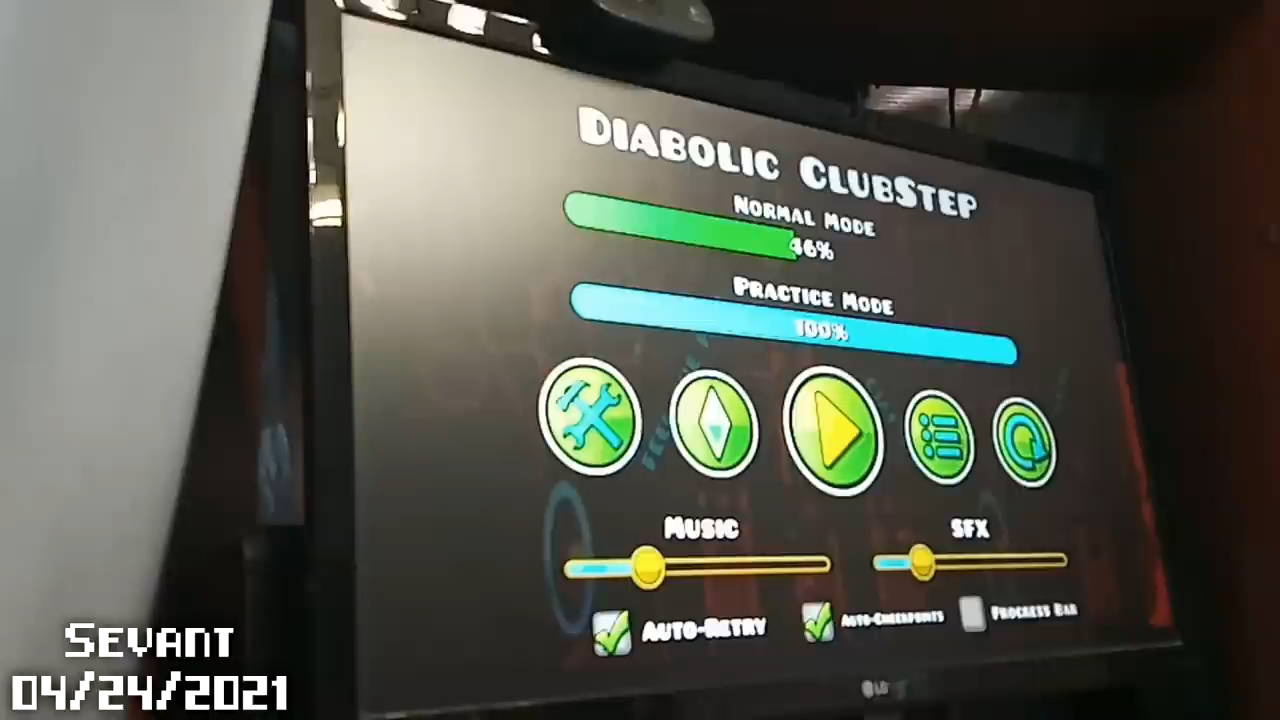 Diabolic ClubStep
Normal Mode
46%
Practice Mode
100%
Music
SFX
Auto-Retry
Auto-Checkpoints
Progress Bar
LG
Sevant
04/24/2021